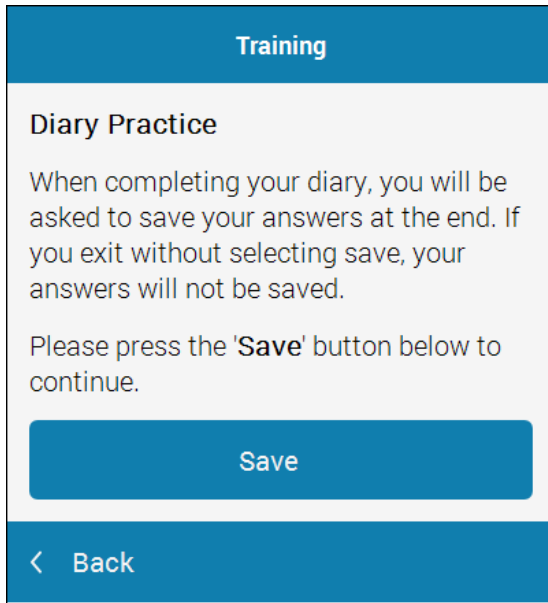 Training
Diary Practice
When completing your diary, you will be
asked to save your answers at the end. If
you exit without selecting save, your
answers will not be saved.
Please press the 'Save' button below to
continue.
Save
Back